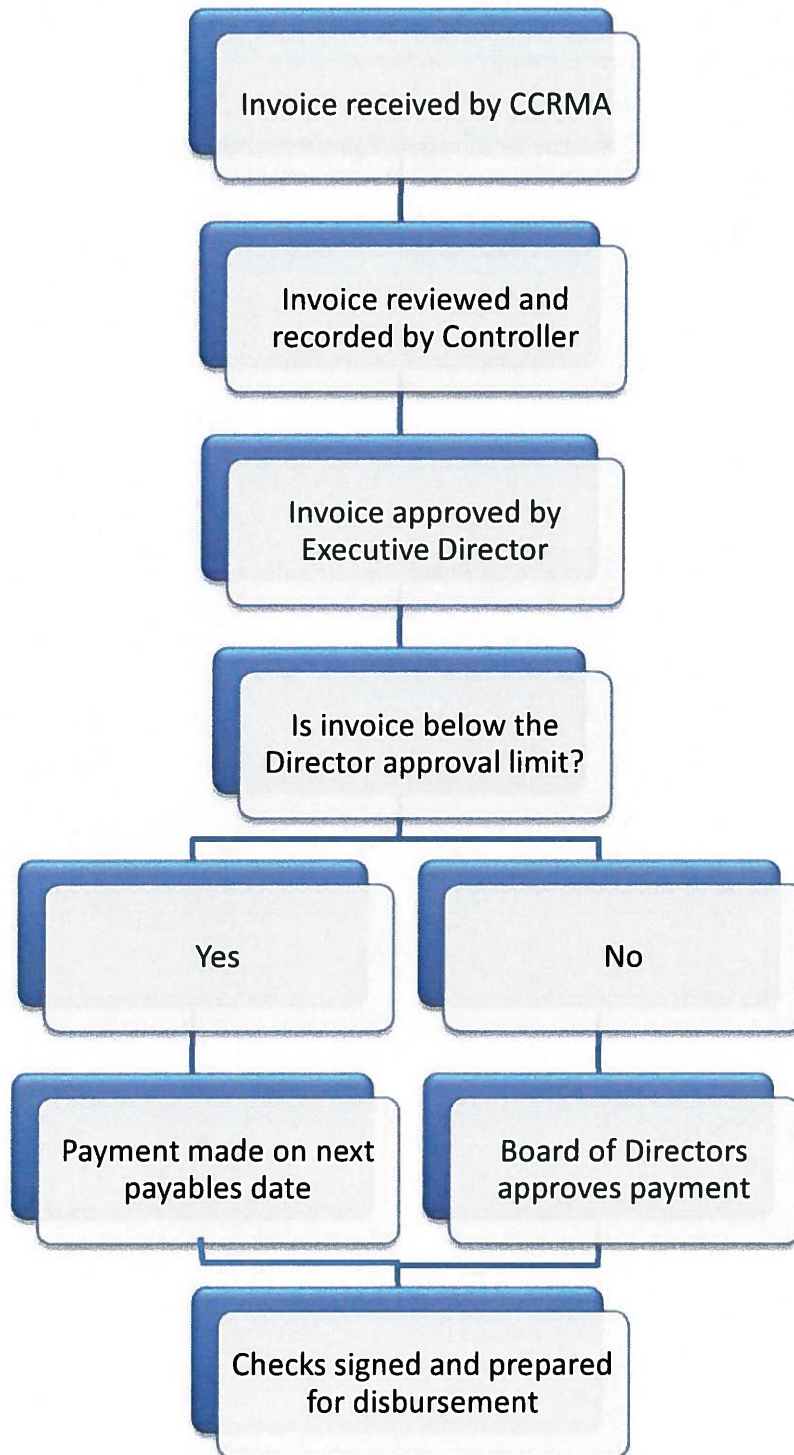 Invoice received by CCRMA
Invoice reviewed and
recorded by Controller
Invoice approved by
Executive Director
Is invoice below the
Director approval limit?
Yes
No
Payment made on next
payables date
Board of Directors
approves payment
Checks signed and prepared
for disbursement